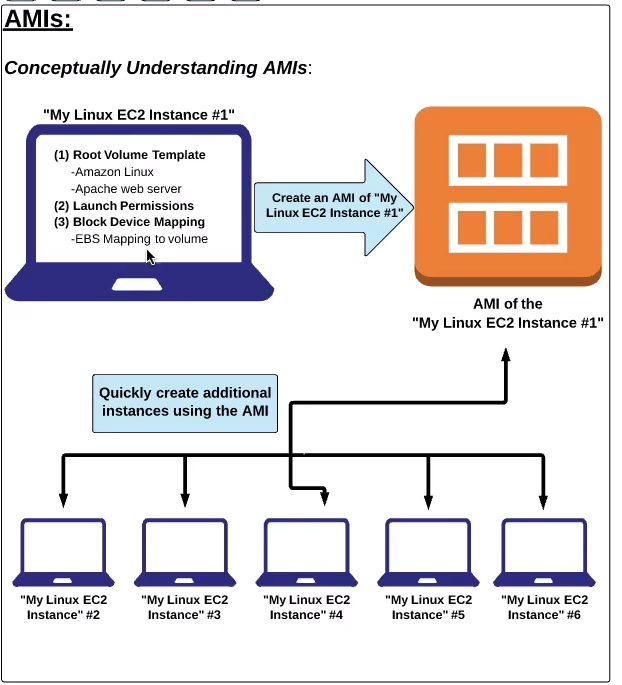 AMIs:
Conceptually Understanding AMIs:
"My Linux EC2 Instance #1"
(1) Root Volume Template
-Amazon Linux
-Apache web server
(2) Launch Permissions
(3) Block Device Mapping
-EBS Mapping to volume
Create an AMI of "My
Linux EC2 Instance #1"
AMI of the
"My Linux EC2 Instance #1"
Quickly create additional
instances using the AMI
"My Linux EC2
Instance" #2
"My Linux EC2
Instance" #3
"My Linux EC2
Instance" #4
"My Linux EC2
Instance" #5
"My Linux EC2
Instance" #6